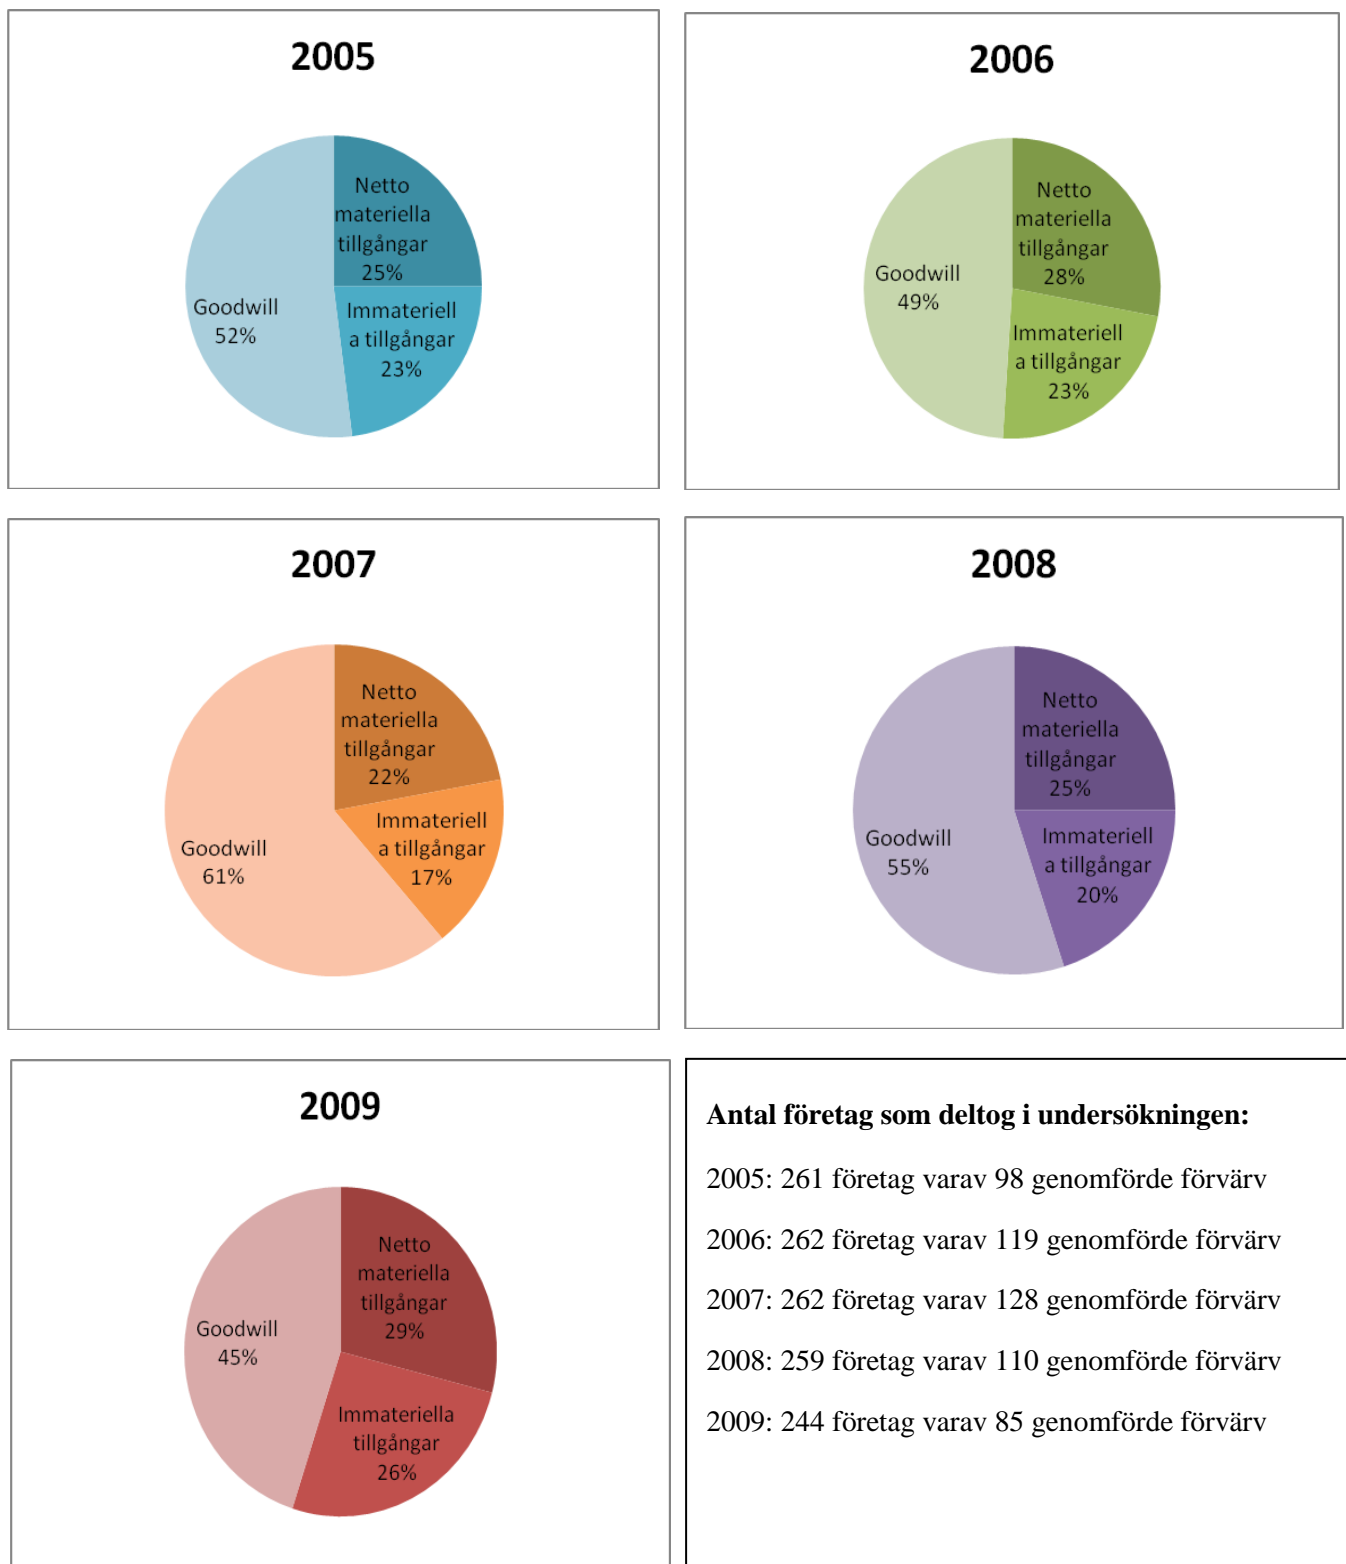 2005
Netto
materiella
tillgångar
25%
Immateriell
a tillgångar
23%
Goodwill
52%
2006
Netto
materiella
tillgångar
28%
Immateriell
a tillgångar
23%
Goodwill
49%
2007
Netto
materiella
tillgångar
22%
Immateriell
a tillgångar
17%
Goodwill
61%
2008
Netto
materiella
tillgångar
25%
Immateriell
a tillgångar
20%
Goodwill
55%
2009
Netto
materiella
tillgångar
29%
Immateriella
tillgångar
26%
Goodwill
45%
Antal företag som deltog i undersökningen:
2005: 261 företag varav 98 genomförde förvärv
2006: 262 företag varav 119 genomförde förvärv
2007: 262 företag varav 128 genomförde förvärv
2008: 259 företag varav 110 genomförde förvärv
2009: 244 företag varav 85 genomförde förvärv